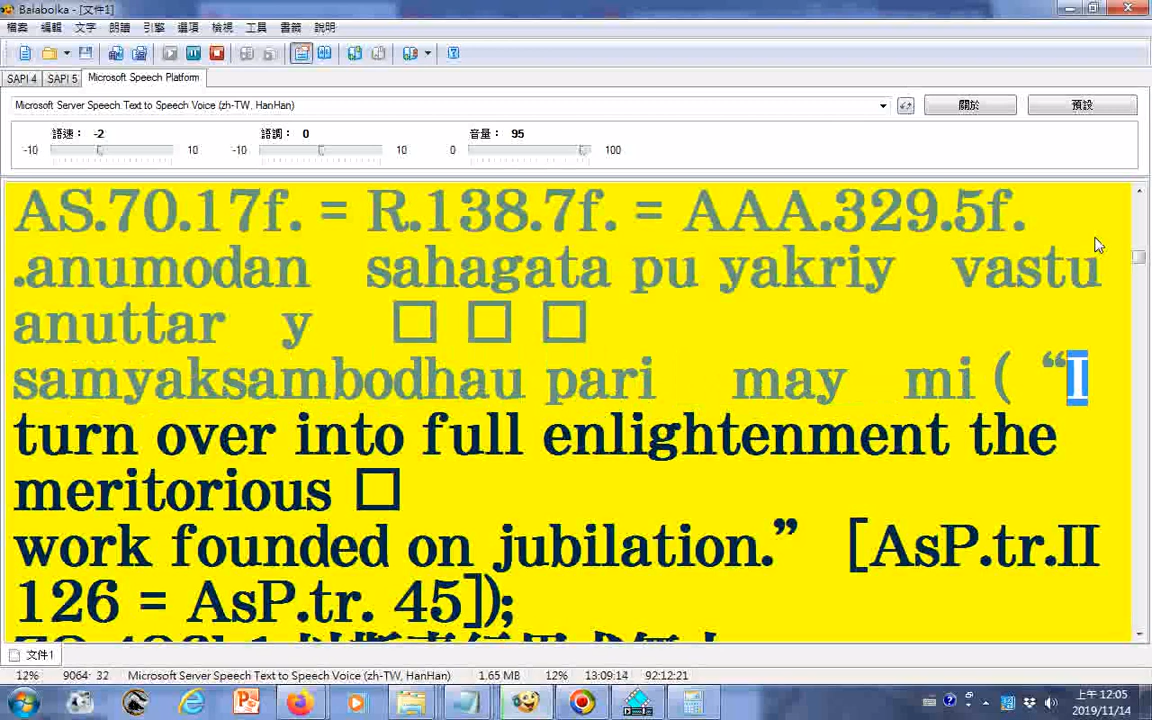 Balabolka - [文件1]
檔案 編輯 文字 朗讀 引擎 選項 檢視 工具 書籤 說明
SAPI 4 SAPI 5 Microsoft Speech Platform
Microsoft Server Speech Text to Speech Voice (zh-TW, HanHan) 關於 預設
語速： -2 語調： 0 音量： 95
-10 10 -10 10 0 100
AS.70.17f. = R.138.7f. = AAA.329.5f.
.anumodan sahagata pu yakriy vastu
anuttar y □ □ □
samyaksambodhau pari may mi ( “I
turn over into full enlightenment the
meritorious □
work founded on jubilation.” [AsP.tr.II
126 = AsP.tr. 45]);
文件1
12% 9064: 32 Microsoft Server Speech Text to Speech Voice (zh-TW, HanHan) 1.65 MB 12% 13:09:14 92:12:21
上午 12:05
2019/11/14